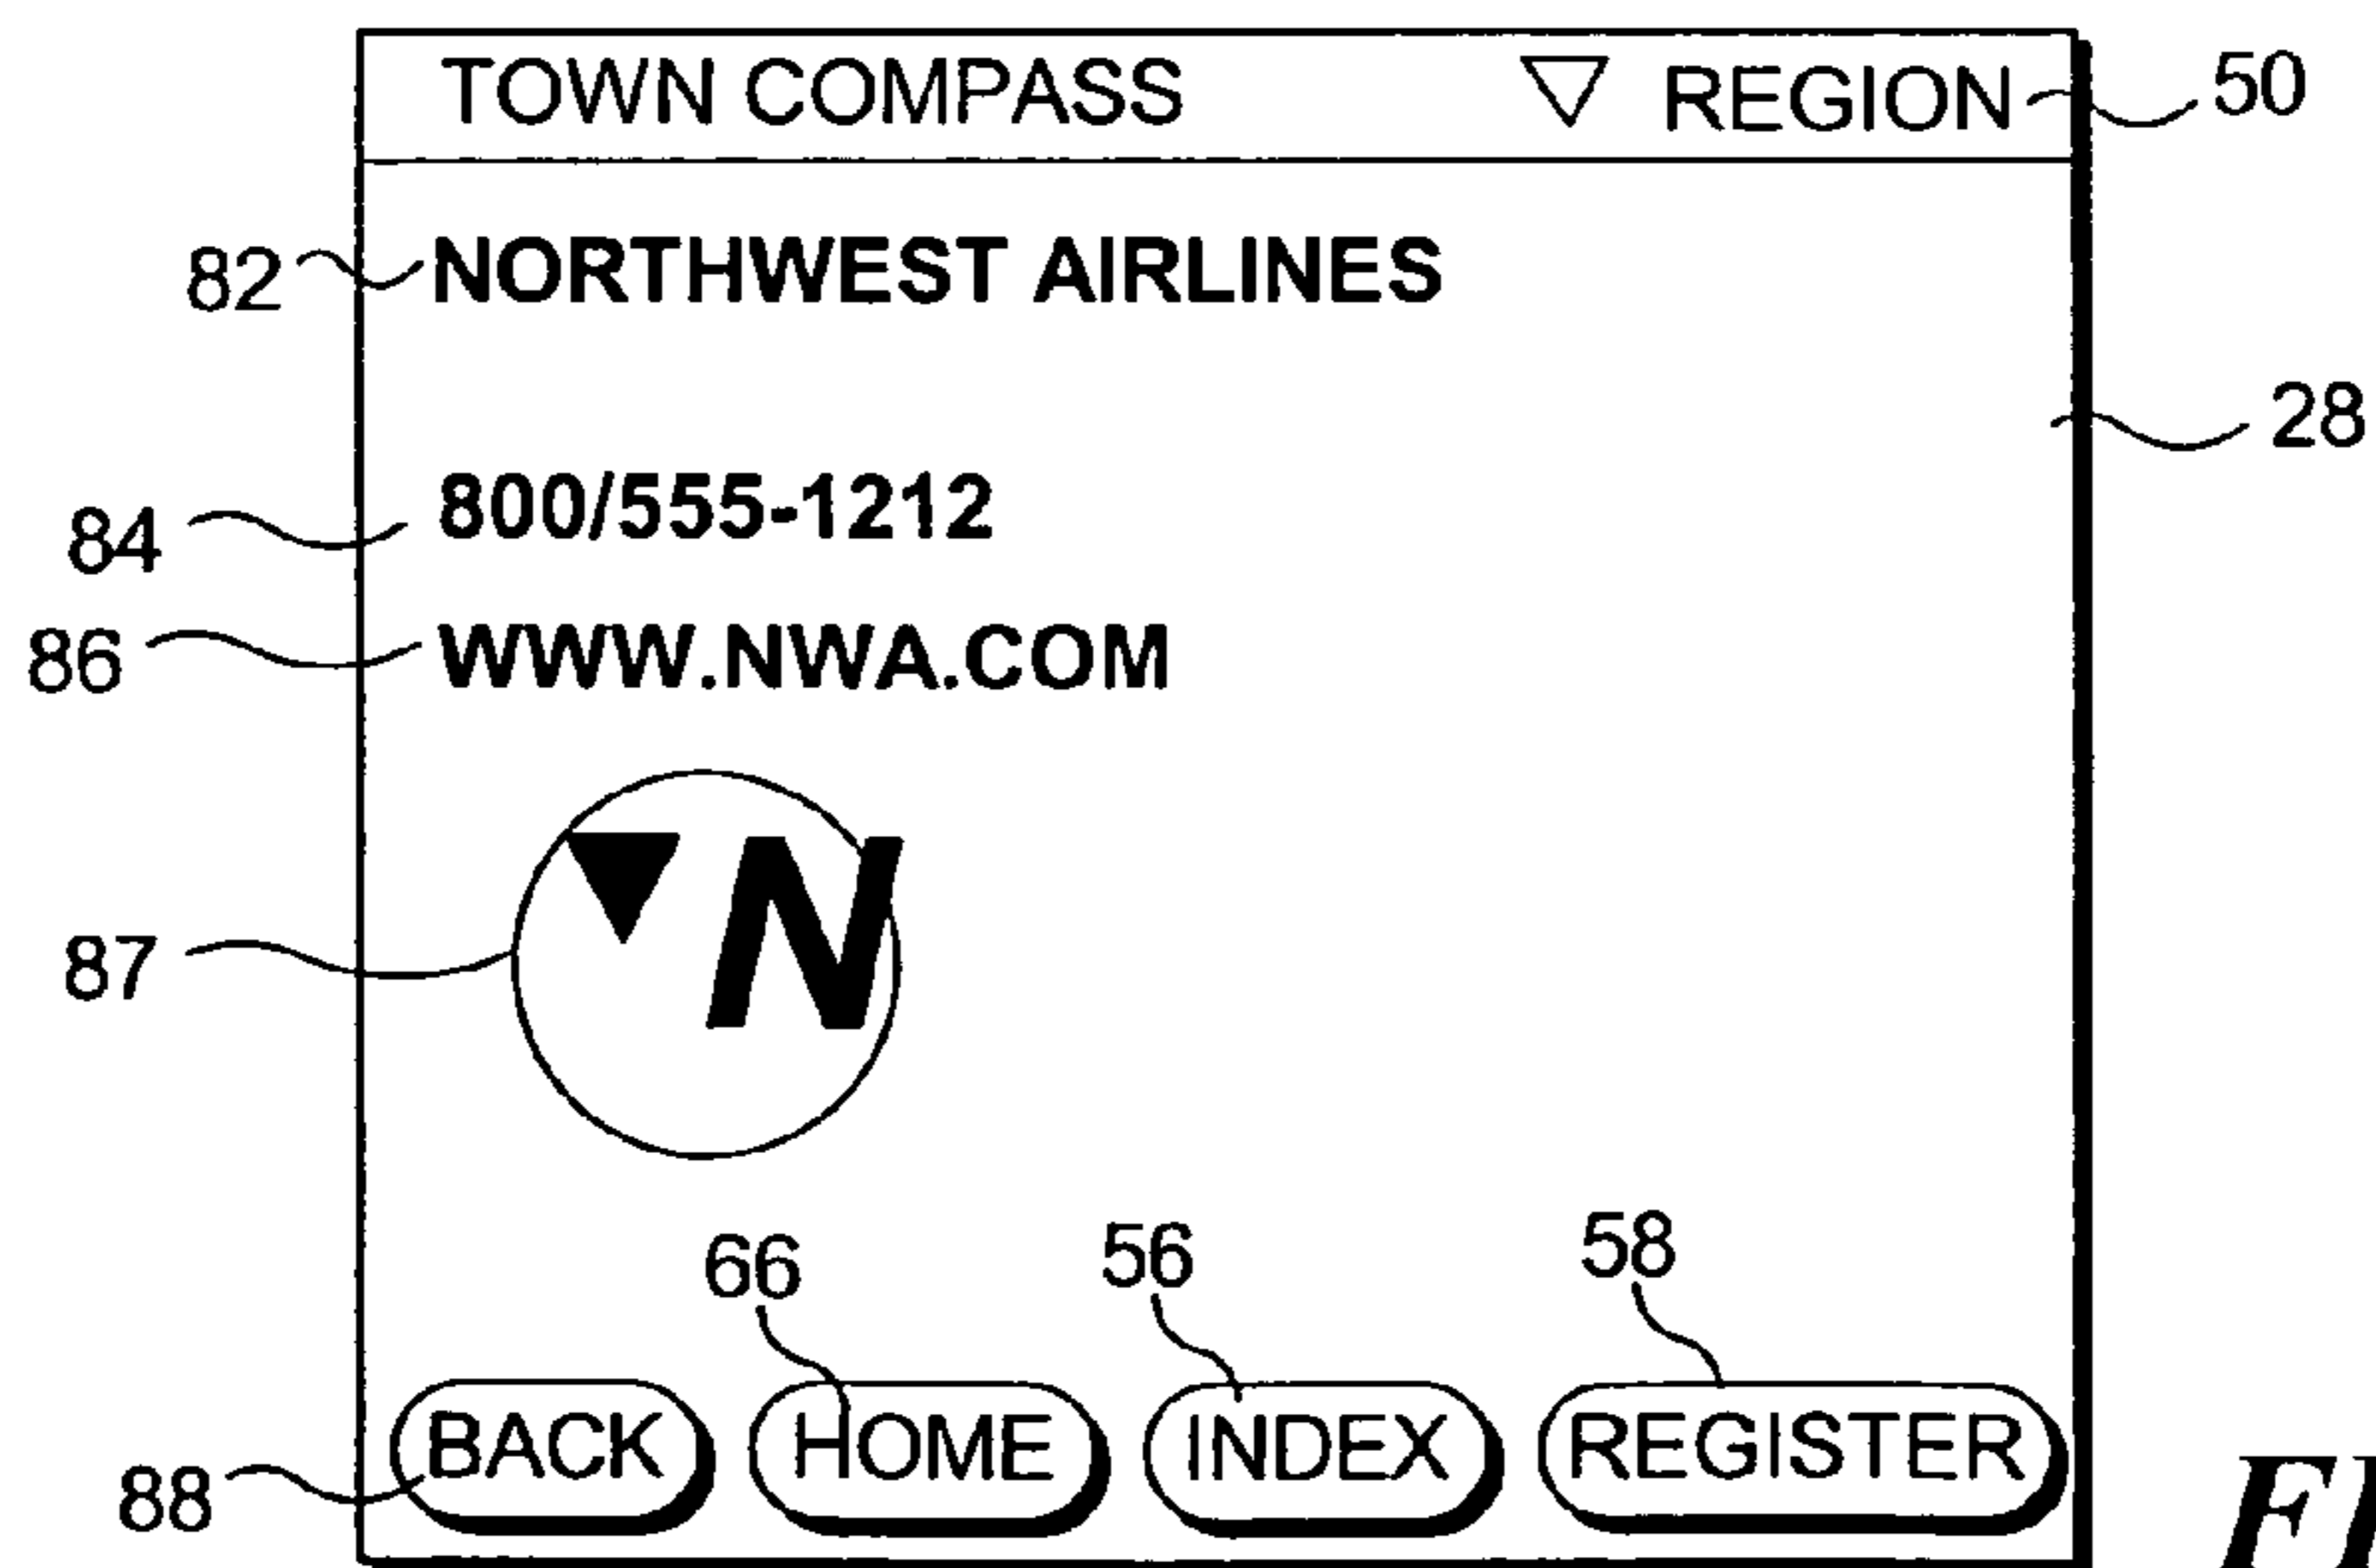 TOWN COMPASS ▽ REGION 50
82 NORTHWEST AIRLINES
28
84 800/555-1212
86 WWW.NWA.COM
87 N
66 56 58
BACK HOME INDEX REGISTER
88